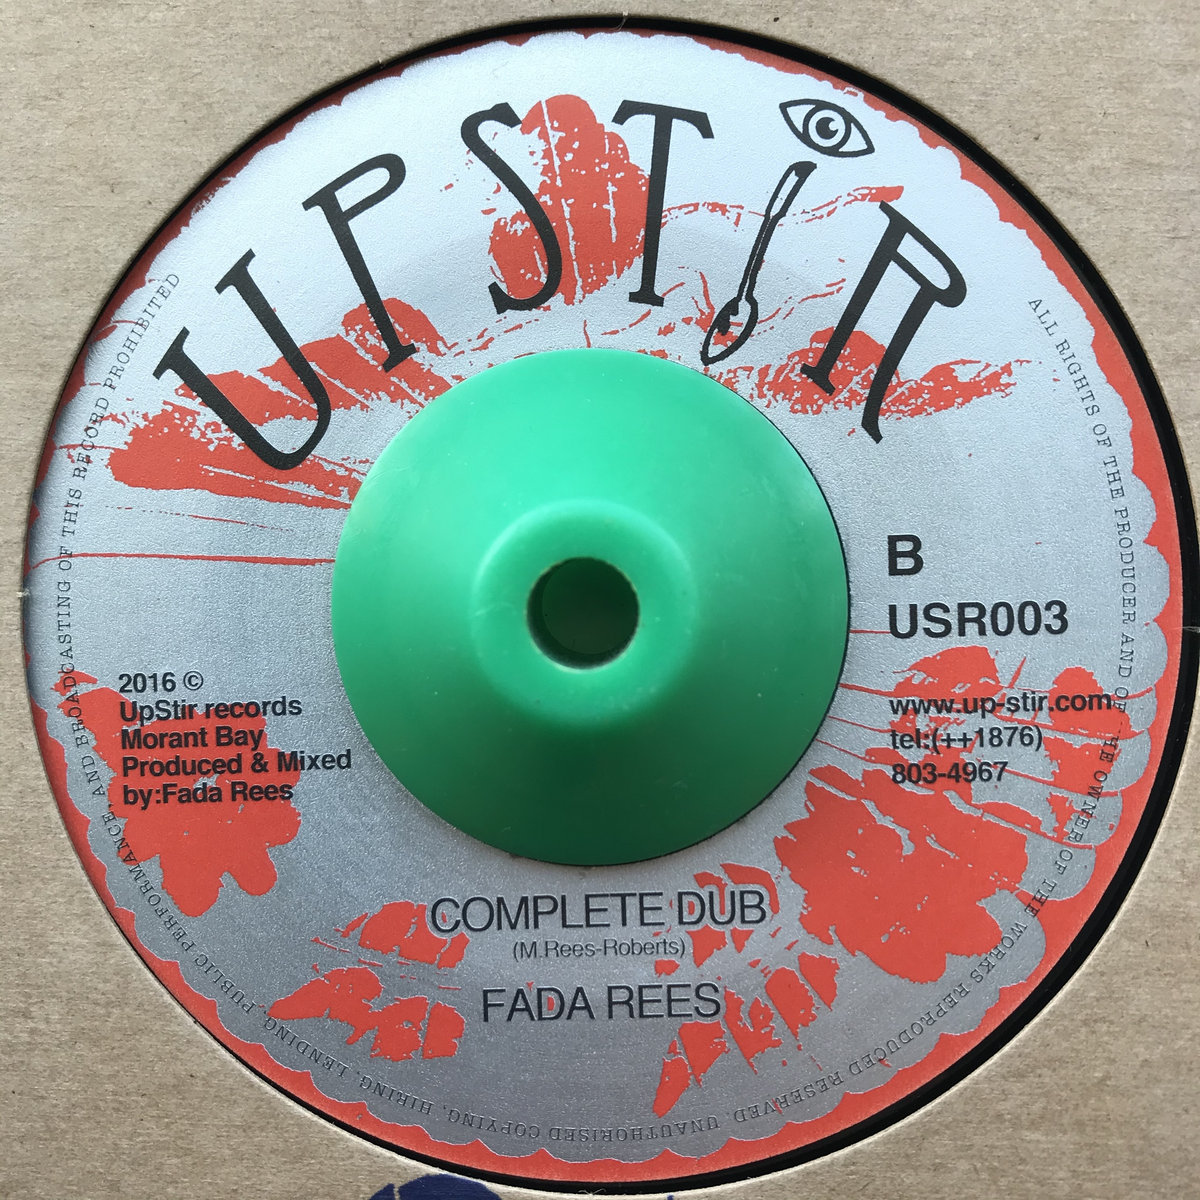 UPSTiR
B
USR003
2016 ©
UpStir records
Morant Bay
Produced & Mixed
by:Fada Rees
www.up-stir.com
tel:(++1876)
803-4967
COMPLETE DUB
(M.Rees-Roberts)
FADA REES
ALL RIGHTS OF THE PRODUCER AND OF THE OWNER OF THE WORKS REPRODUCED RESERVED. UNAUTHORISED COPYING, HIRING, LENDING, PUBLIC PERFORMANCE, AND BROADCASTING OF THIS RECORD PROHIBITED